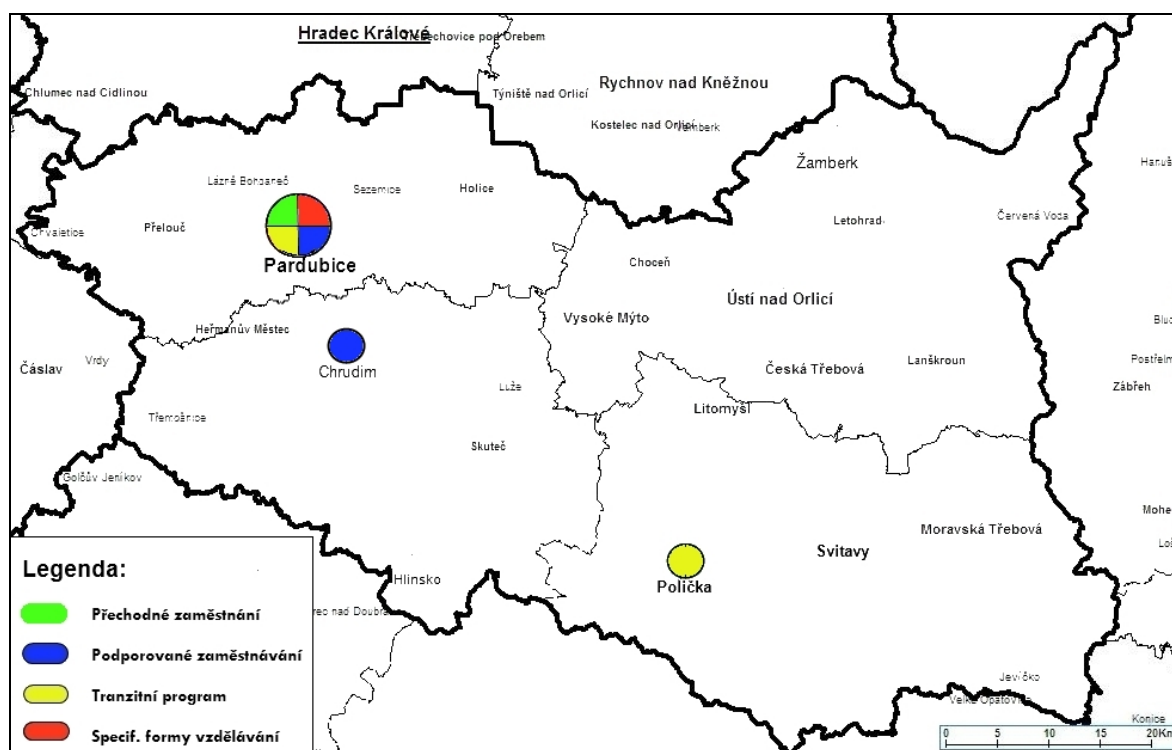 Hradec Králové
Chlumec nad Cidlinou
Týniště nad Orlicí
Rychnov nad Kněžnou
Kostelec nad Orlicí
Žamberk
Lázně Bohdaneč
Sezemice
Holice
Letohrad
Červená Voda
Přelouč
Chvaletice
Pardubice
Choceň
Ústí nad Orlicí
Vysoké Mýto
Heřmanův Městec
Čáslav
Vrdy
Chrudim
Luže
Česká Třebová
Lanškroun
Zábřeh
Litomyšl
Třemošnice
Skuteč
Golčův Jeníkov
Moravská Třebová
Svitavy
Polička
Hlinsko
Jevíčko
Konice
Legenda:
Přechodné zaměstnání
Podporované zaměstnávání
Tranzitní program
Specif. formy vzdělávání
0 5 10 15 20Km